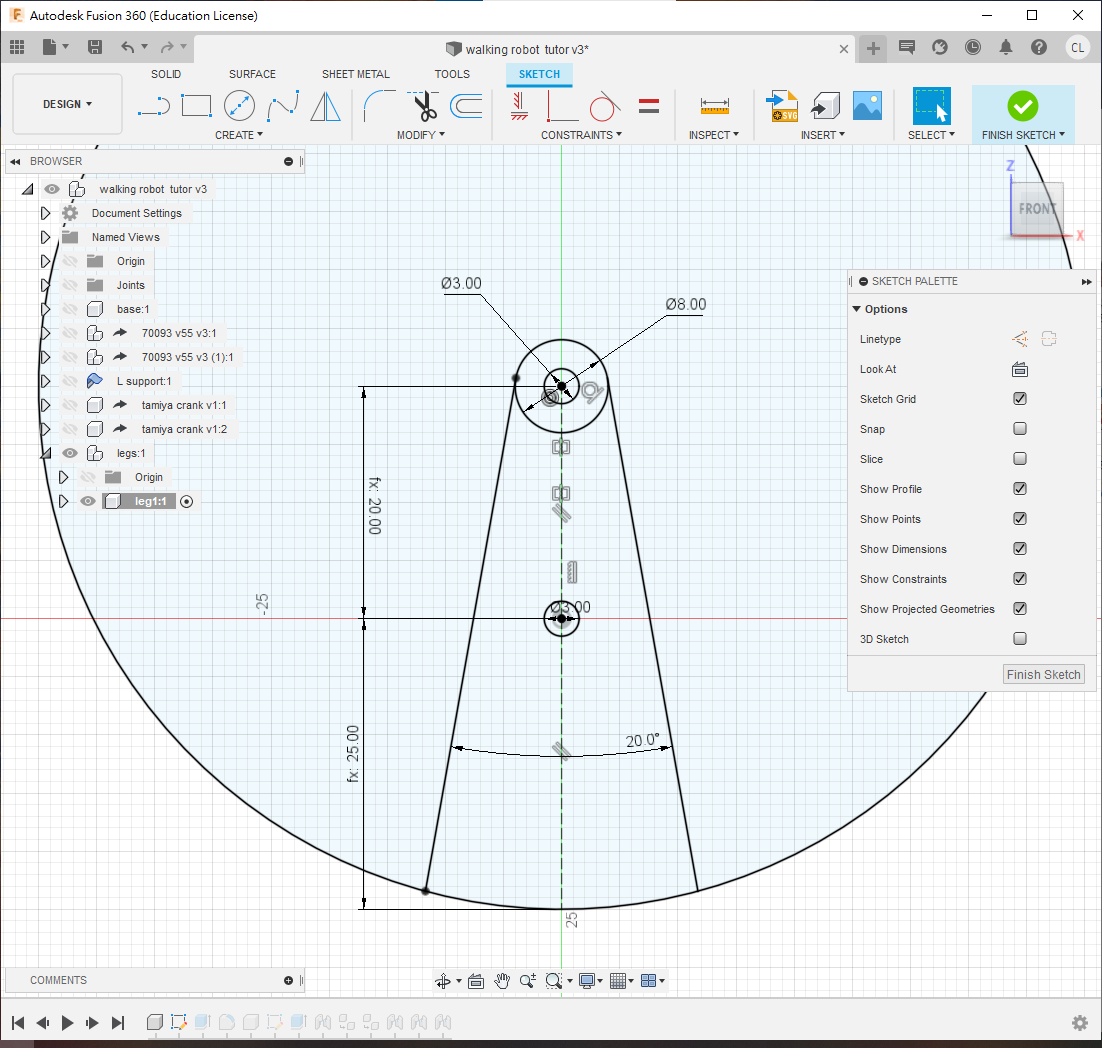 Autodesk Fusion 360 (Education License)
walking robot tutor v3*
CL
DESIGN
SOLID
SURFACE
SHEET METAL
TOOLS
SKETCH
SVG
CREATE
MODIFY
CONSTRAINTS
INSPECT
INSERT
SELECT
FINISH SKETCH
BROWSER
walking robot tutor v3
Document Settings
Named Views
Origin
Joints
base:1
70093 v55 v3:1
70093 v55 v3 (1):1
L support:1
tamiya crank v1:1
tamiya crank v1:2
legs:1
Origin
leg1:1
Z
FRONT
X
SKETCH PALETTE
Options
Linetype
Look At
Sketch Grid
Snap
Slice
Show Profile
Show Points
Show Dimensions
Show Constraints
Show Projected Geometries
3D Sketch
Finish Sketch
Ø3.00
Ø8.00
fx: 20.00
-25
Ø3.00
fx: 25.00
20.0°
25
COMMENTS